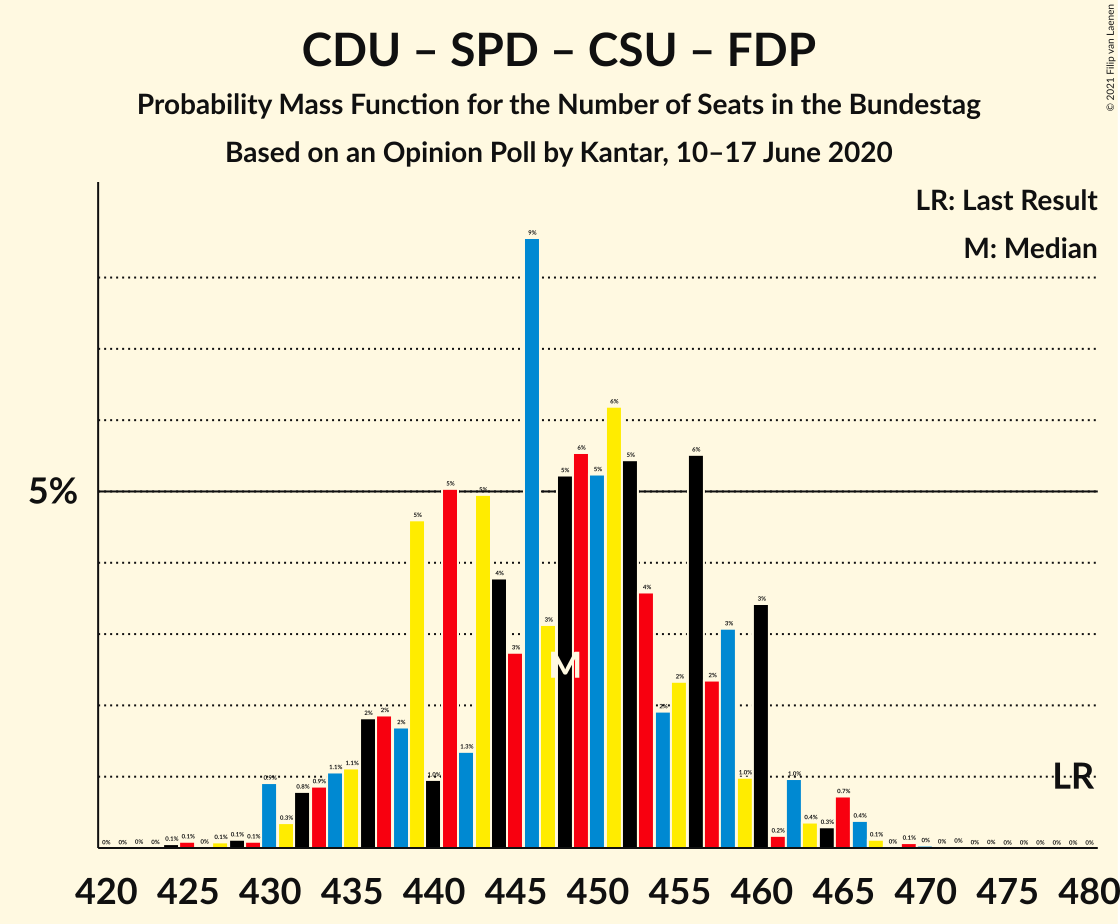 CDU – SPD – CSU – FDP
Probability Mass Function for the Number of Seats in the Bundestag
Based on an Opinion Poll by Kantar, 10–17 June 2020
© 2021 Filip van Laenen
LR: Last Result
M: Median
5%
0% 0% 0% 0% 0.1% 0.1% 0% 0.1% 0.1% 0.1% 0.9% 0.3% 0.8% 0.9% 1.1% 1.1% 2% 2% 2% 5% 1.0% 5% 1.3% 5% 4% 3% 9% 3% 5% 6% 5% 6% 5% 4% 2% 2% 6% 2% 3% 1.0% 3% 0.2% 1.0% 0.4% 0.3% 0.7% 0.4% 0.1% 0% 0.1% 0% 0% 0% 0% 0% 0% 0% 0% 0% 0% 0%
M
LR
420 425 430 435 440 445 450 455 460 465 470 475 480